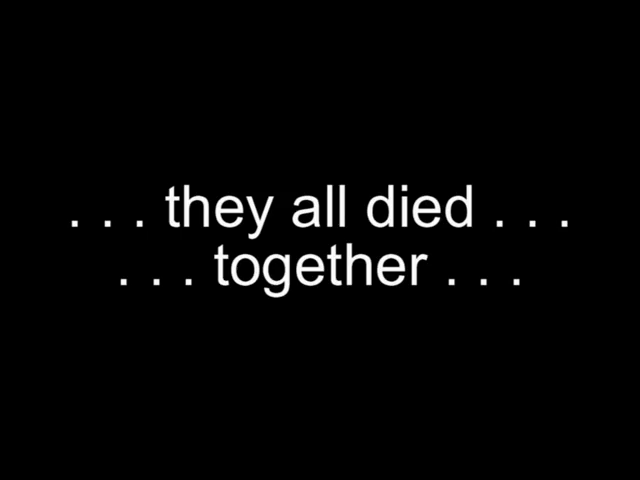 . . . they all died . . .
. . . together . . .